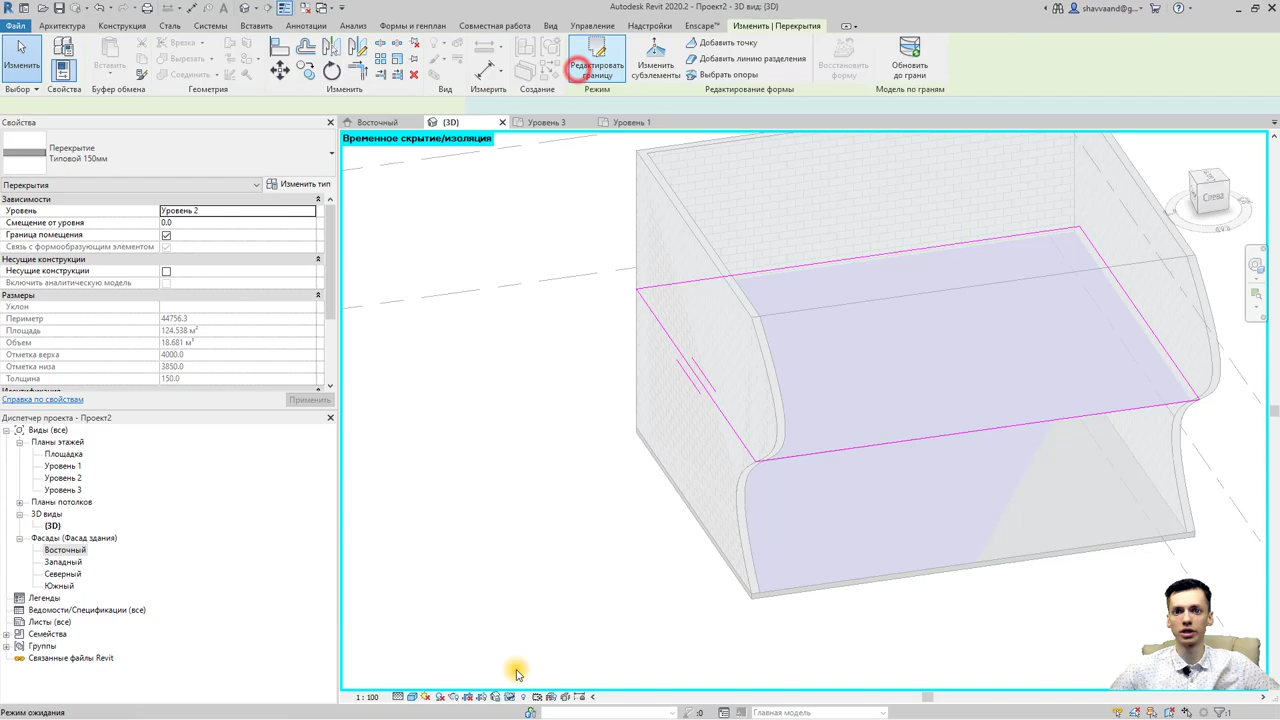 Autodesk Revit 2020.2 - Проект2 - 3D вид: {3D}
shavvaand@g...
Файл Архитектура Конструкция Сталь Системы Вставить Аннотации Анализ Формы и генплан Совместная работа Вид Управление Надстройки Enscape™ Изменить | Перекрытия
Изменить
Вставить
Врезка
Вырезать
Соединить
Редактировать границу
Изменить субэлементы
Добавить точку
Добавить линию разделения
Выбрать опоры
Восстановить форму
Обновить до грани
Выбор Свойства Буфер обмена Геометрия Изменить Вид Измерить Создание Режим Редактирование формы Модель по граням
Свойства
Восточный {3D} Уровень 3 Уровень 1
Временное скрытие/изоляция
Перекрытие
Типовой 150мм
Перекрытия
Изменить тип
Зависимости
Уровень Уровень 2
Смещение от уровня 0.0
Граница помещения
Связь с формообразующим элементом
Несущие конструкции
Несущие конструкции
Включить аналитическую модель
Размеры
Уклон
Периметр 44756.3
Площадь 124.538 м²
Объем 18.681 м³
Отметка верха 4000.0
Отметка низа 3850.0
Толщина 150.0
Справка по свойствам
Применить
Диспетчер проекта - Проект2
Виды (все)
Планы этажей
Площадка
Уровень 1
Уровень 2
Уровень 3
Планы потолков
3D виды
{3D}
Фасады (Фасад здания)
Восточный
Западный
Северный
Южный
Легенды
Ведомости/Спецификации (все)
Листы (все)
Семейства
Группы
Связанные файлы Revit
Слева
1 : 100
Режим ожидания
:0
Главная модель
:1